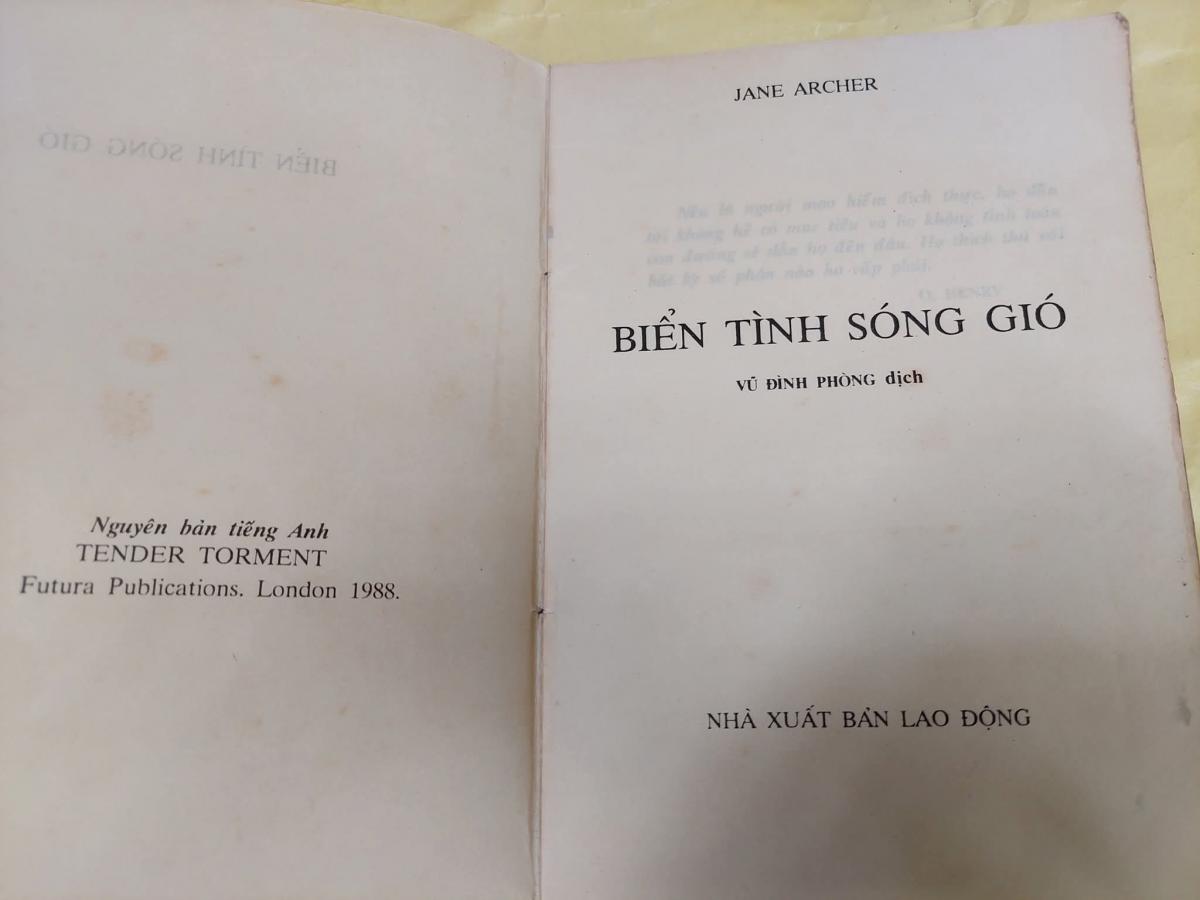 BIỂN TÌNH SÓNG GIÓ
Nguyên bản tiếng Anh
TENDER TORMENT
Futura Publications. London 1988.
JANE ARCHER
Nếu là người mạo hiểm đích thực, họ dấn
tới không hề có mục tiêu và họ không tính toán
con đường sẽ dẫn họ đến đâu. Họ thích thú với
bất kỳ số phận nào họ vấp phải.
O. HENRY
BIỂN TÌNH SÓNG GIÓ
VŨ ĐÌNH PHÒNG dịch
NHÀ XUẤT BẢN LAO ĐỘNG